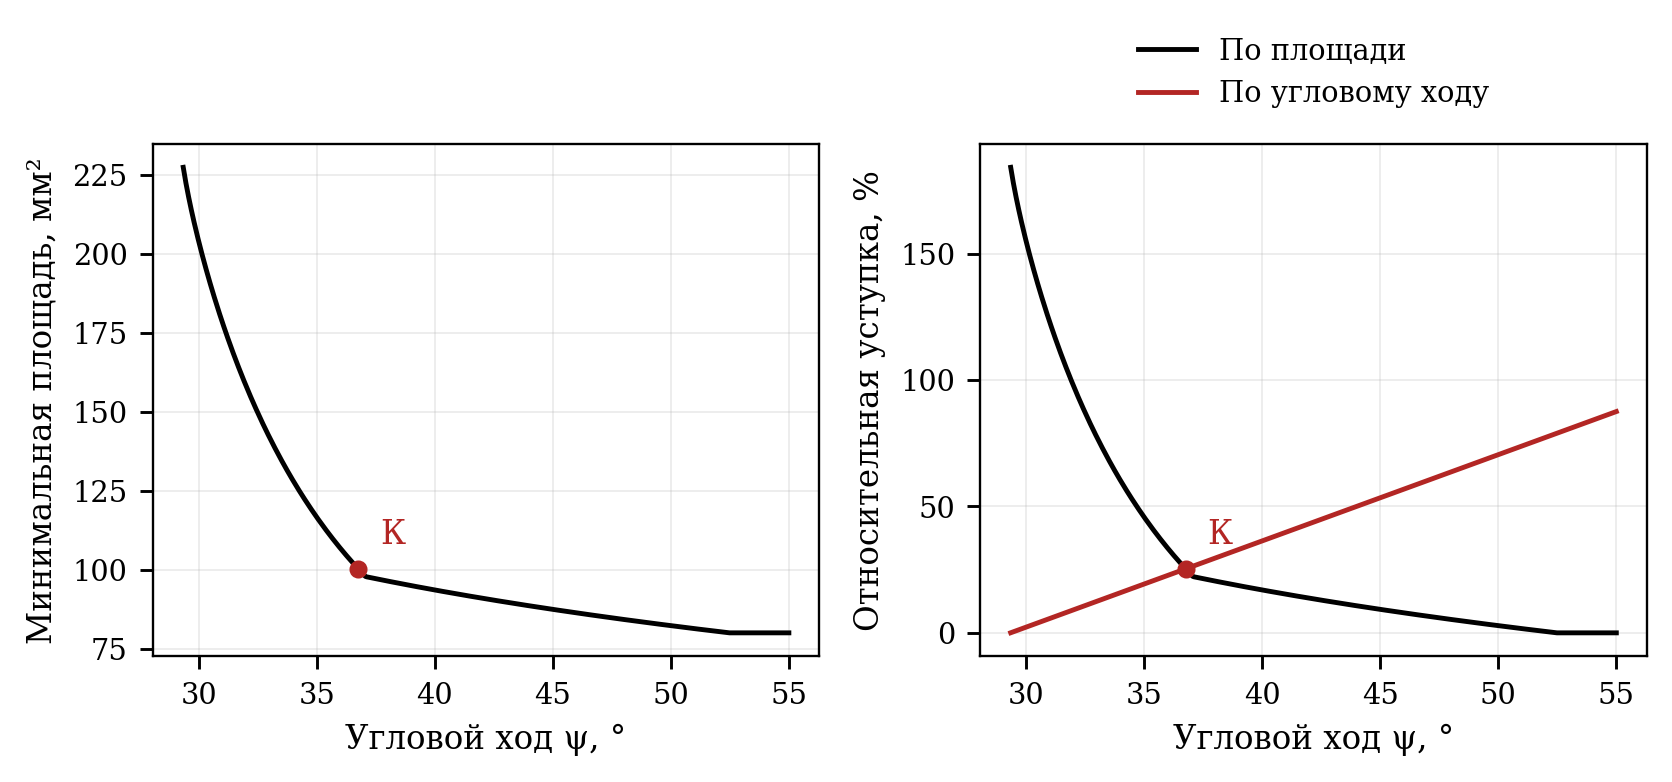 По площади
По угловому ходу
Минимальная площадь, мм²
225
200
175
150
125
100
75
К
30 35 40 45 50 55
Угловой ход ψ, °
Относительная уступка, %
150
100
50
0
К
30 35 40 45 50 55
Угловой ход ψ, °